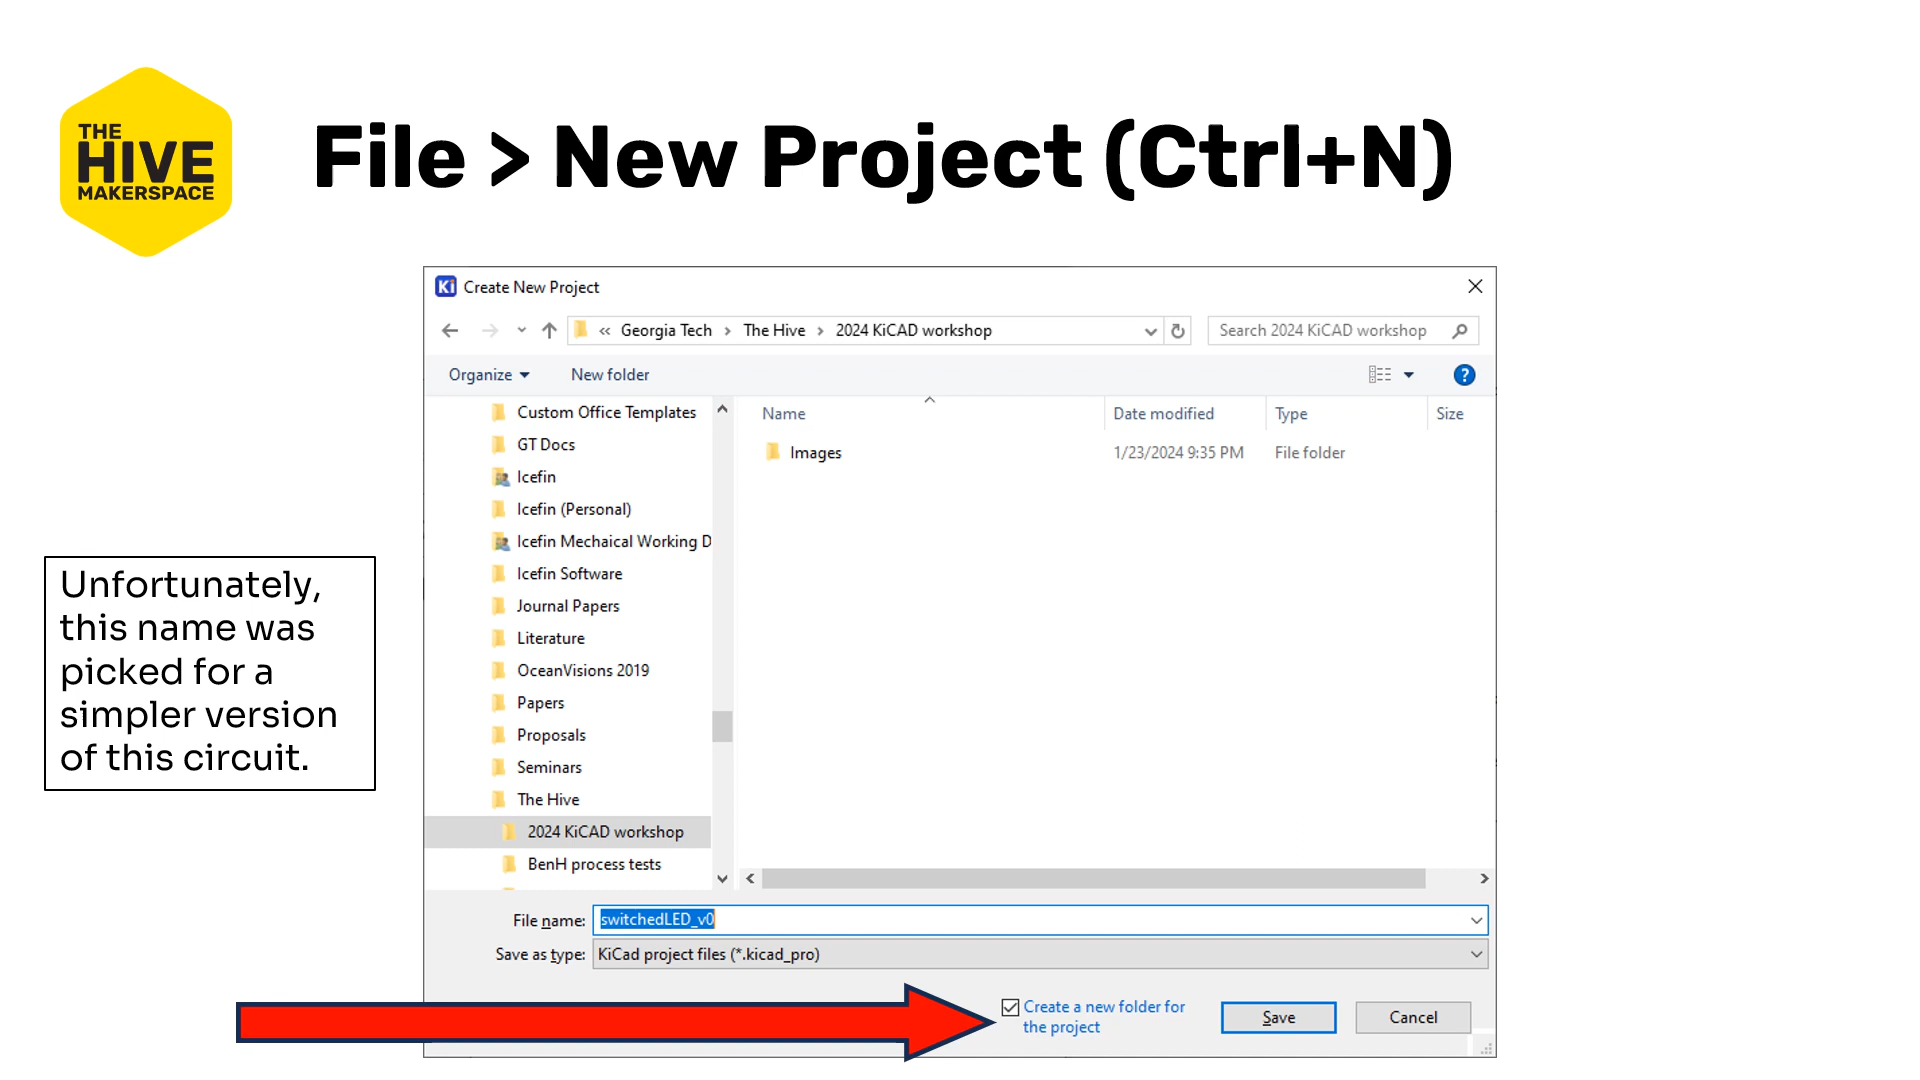 THE
HIVE
MAKERSPACE
File > New Project (Ctrl+N)
Unfortunately,
this name was
picked for a
simpler version
of this circuit.
Ki Create New Project
« Georgia Tech > The Hive > 2024 KiCAD workshop
Search 2024 KiCAD workshop
Organize
New folder
?
Custom Office Templates
GT Docs
Icefin
Icefin (Personal)
Icefin Mechaical Working D
Icefin Software
Journal Papers
Literature
OceanVisions 2019
Papers
Proposals
Seminars
The Hive
2024 KiCAD workshop
BenH process tests
Name Date modified Type Size
Images 1/23/2024 9:35 PM File folder
File name: switchedLED_v0
Save as type: KiCad project files (*.kicad_pro)
Create a new folder for
the project
Save
Cancel